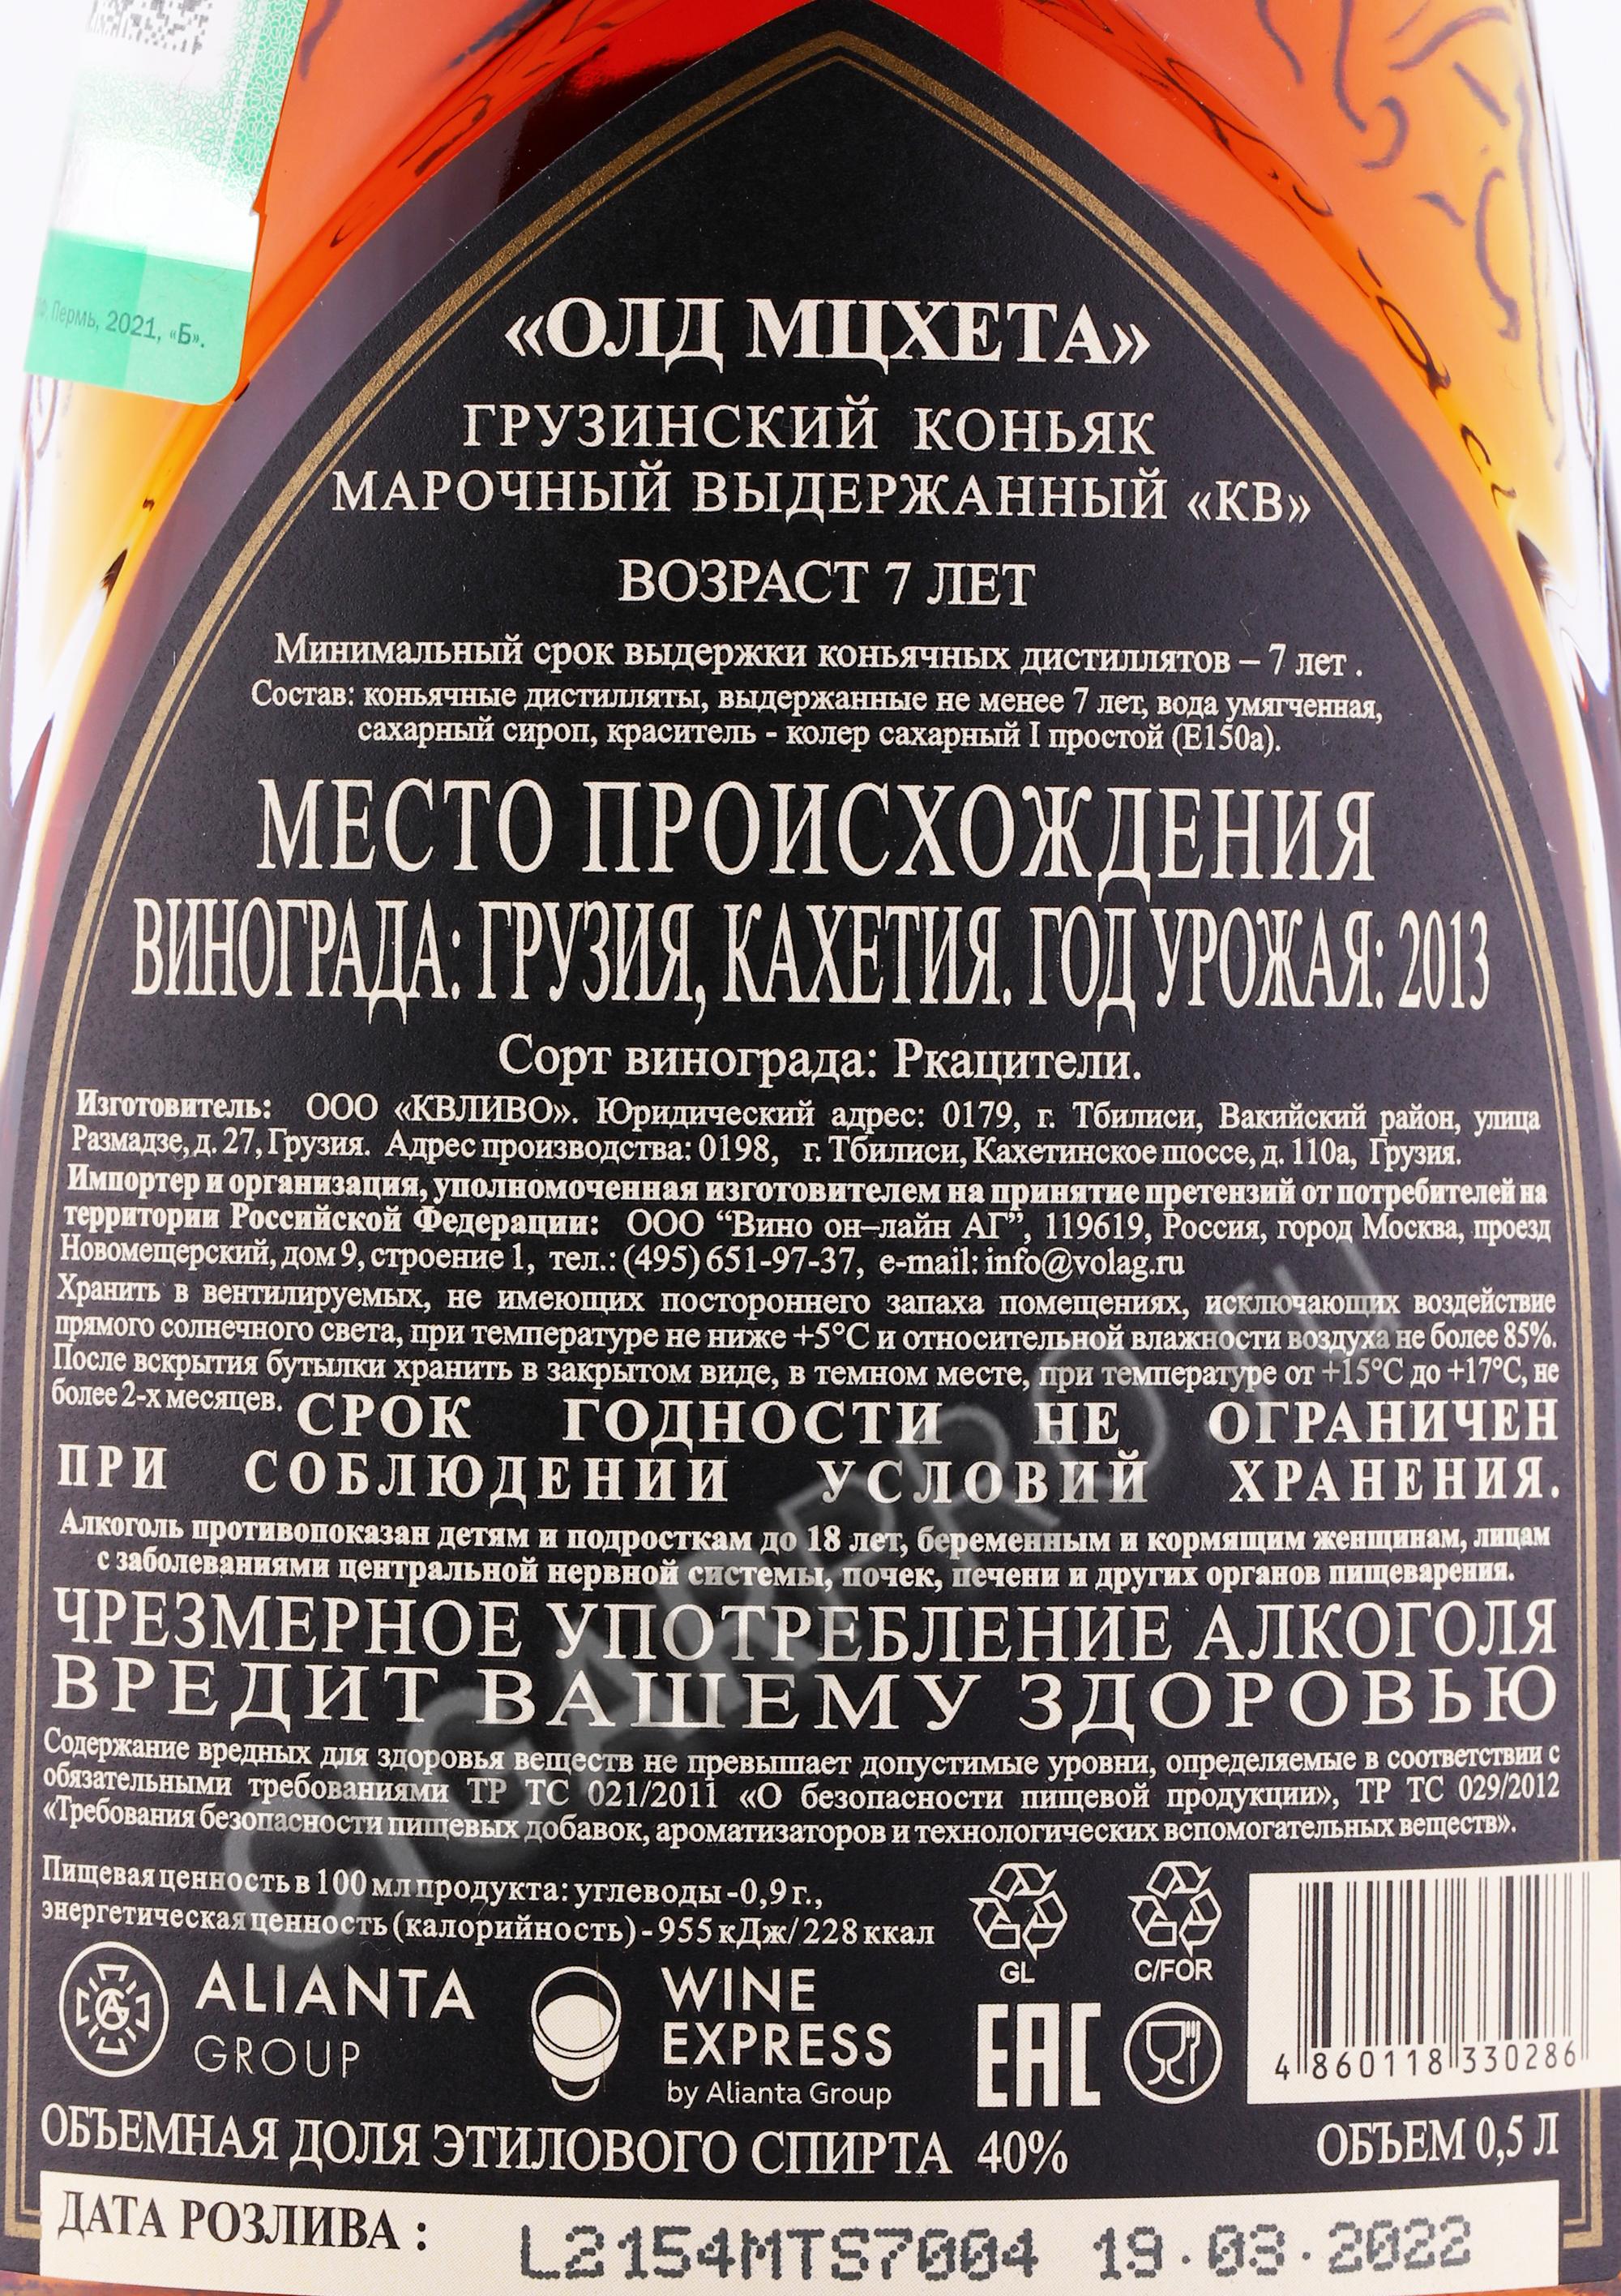 Пермь, 2021, «Б».
«ОЛД МЦХЕТА»
ГРУЗИНСКИЙ КОНЬЯК
МАРОЧНЫЙ ВЫДЕРЖАННЫЙ «КВ»
ВОЗРАСТ 7 ЛЕТ
Минимальный срок выдержки коньячных дистиллятов – 7 лет .
Состав: коньячные дистилляты, выдержанные не менее 7 лет, вода умягченная,
сахарный сироп, краситель - колер сахарный I простой (Е150а).
МЕСТО ПРОИСХОЖДЕНИЯ
ВИНОГРАДА: ГРУЗИЯ, КАХЕТИЯ. ГОД УРОЖАЯ: 2013
Сорт винограда: Ркацители.
Изготовитель: ООО «КВЛИВО». Юридический адрес: 0179, г. Тбилиси, Вакийский район, улица
Размадзе, д. 27, Грузия. Адрес производства: 0198, г. Тбилиси, Кахетинское шоссе, д. 110а, Грузия.
Импортер и организация, уполномоченная изготовителем на принятие претензий от потребителей на
территории Российской Федерации: ООО “Вино он–лайн АГ”, 119619, Россия, город Москва, проезд
Новомещерский, дом 9, строение 1, тел.: (495) 651-97-37, e-mail: info@volag.ru
Хранить в вентилируемых, не имеющих постороннего запаха помещениях, исключающих воздействие
прямого солнечного света, при температуре не ниже +5°С и относительной влажности воздуха не более 85%.
После вскрытия бутылки хранить в закрытом виде, в темном месте, при температуре от +15°С до +17°С, не
более 2-х месяцев. СРОК ГОДНОСТИ НЕ ОГРАНИЧЕН
ПРИ СОБЛЮДЕНИИ УСЛОВИЙ ХРАНЕНИЯ.
Алкоголь противопоказан детям и подросткам до 18 лет, беременным и кормящим женщинам, лицам
с заболеваниями центральной нервной системы, почек, печени и других органов пищеварения.
ЧРЕЗМЕРНОЕ УПОТРЕБЛЕНИЕ АЛКОГОЛЯ
ВРЕДИТ ВАШЕМУ ЗДОРОВЬЮ
Содержание вредных для здоровья веществ не превышает допустимые уровни, определяемые в соответствии с
обязательными требованиями ТР ТС 021/2011 «О безопасности пищевой продукции», ТР ТС 029/2012
«Требования безопасности пищевых добавок, ароматизаторов и технологических вспомогательных веществ».
Пищевая ценность в 100 мл продукта: углеводы -0,9 г.,
энергетическая ценность (калорийность) - 955 кДж/ 228 ккал
GL
C/FOR
ALIANTA
GROUP
WINE
EXPRESS
by Alianta Group
EAC
4 860118 330286
ОБЪЕМНАЯ ДОЛЯ ЭТИЛОВОГО СПИРТА 40%
ОБЪЕМ 0,5 Л
ДАТА РОЗЛИВА :
L2154MTS7004 19.03.2022
CIGARPRO.ru